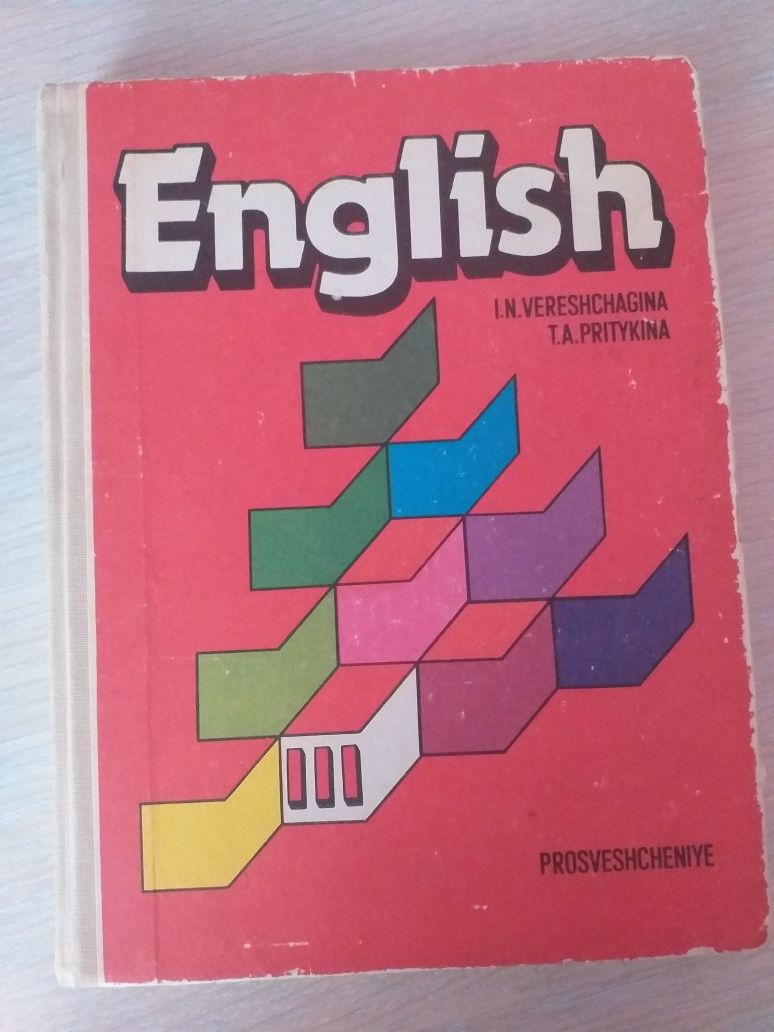 English
I.N.VERESHCHAGINA
T.A.PRITYKINA
III
PROSVESHCHENIYE